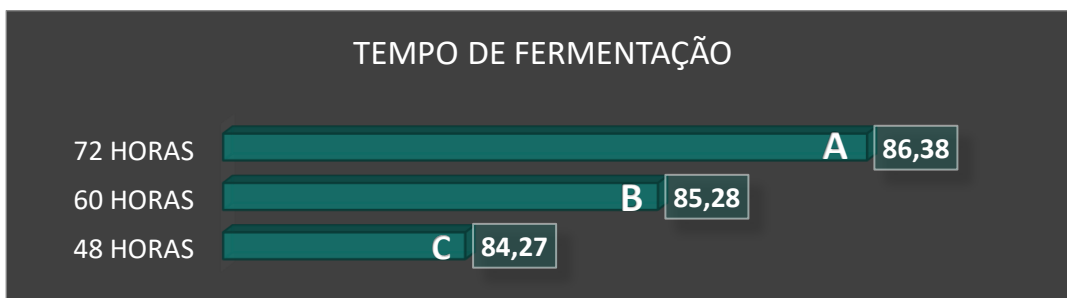 TEMPO DE FERMENTAÇÃO
72 HORAS A 86,38
60 HORAS B 85,28
48 HORAS C 84,27